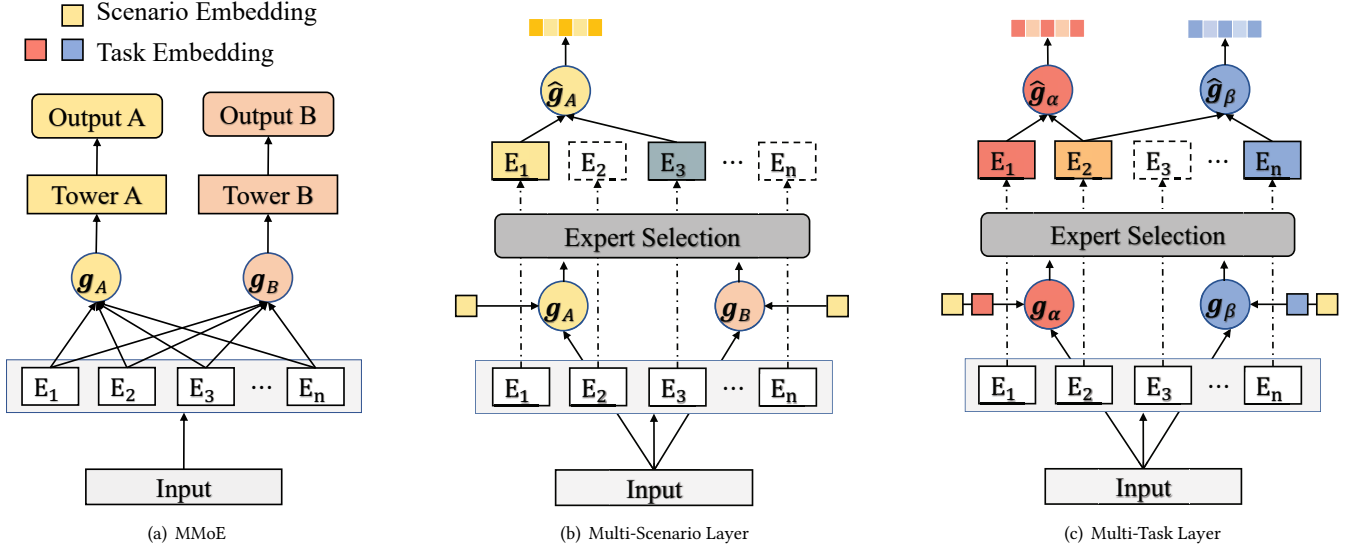 Scenario Embedding
Task Embedding
Output A
Output B
Tower A
Tower B
g_A
g_B
E_1
E_2
E_3
...
E_n
Input
(a) MMoE
ĝ_A
E_1
E_2
E_3
...
E_n
Expert Selection
g_A
g_B
E_1
E_2
E_3
...
E_n
Input
(b) Multi-Scenario Layer
ĝ_α
ĝ_β
E_1
E_2
E_3
...
E_n
Expert Selection
g_α
g_β
E_1
E_2
E_3
...
E_n
Input
(c) Multi-Task Layer